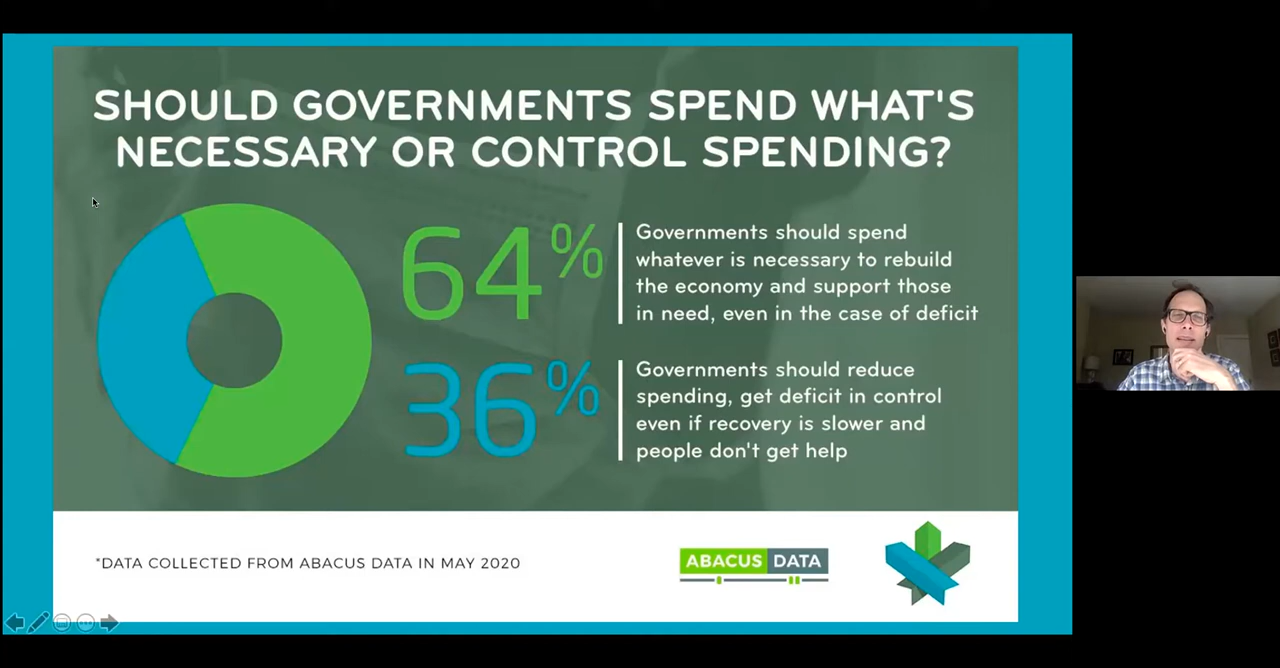 SHOULD GOVERNMENTS SPEND WHAT'S
NECESSARY OR CONTROL SPENDING?
64%
Governments should spend
whatever is necessary to rebuild
the economy and support those
in need, even in the case of deficit
36%
Governments should reduce
spending, get deficit in control
even if recovery is slower and
people don't get help
*DATA COLLECTED FROM ABACUS DATA IN MAY 2020
ABACUS DATA